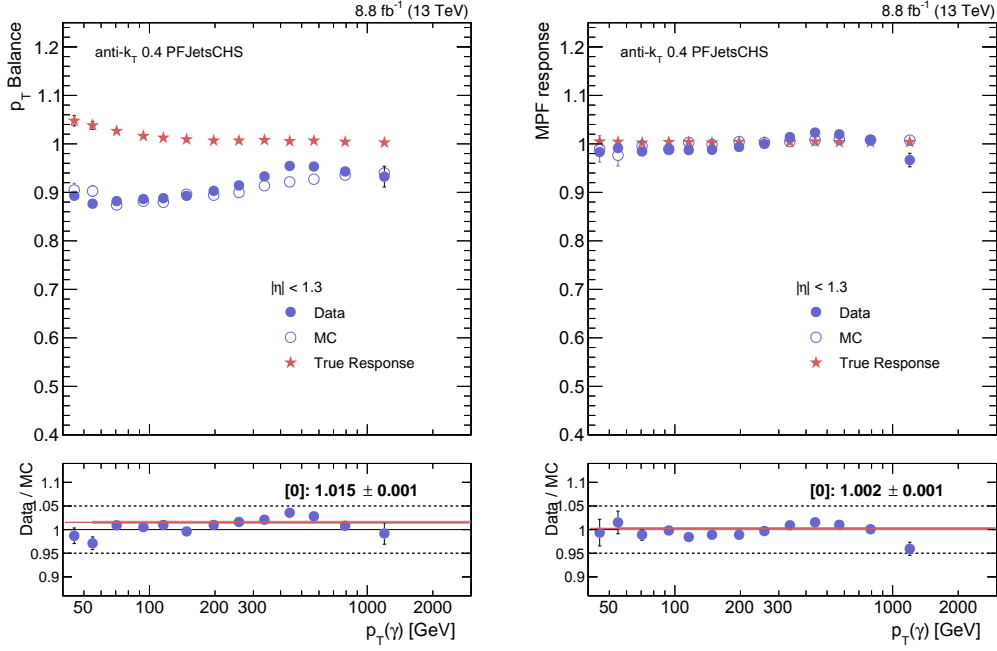 8.8 fb⁻¹ (13 TeV)
p_T Balance
anti-k_T 0.4 PFJetsCHS
1.2
1.1
1
0.9
0.8
0.7
0.6
0.5
0.4
|η| < 1.3
Data
MC
True Response
Data / MC
1.1
1.05
1
0.95
0.9
[0]: 1.015 ± 0.001
50 100 200 300 1000 2000
p_T(γ) [GeV]
8.8 fb⁻¹ (13 TeV)
MPF response
anti-k_T 0.4 PFJetsCHS
1.2
1.1
1
0.9
0.8
0.7
0.6
0.5
0.4
|η| < 1.3
Data
MC
True Response
Data / MC
1.1
1.05
1
0.95
0.9
[0]: 1.002 ± 0.001
50 100 200 300 1000 2000
p_T(γ) [GeV]